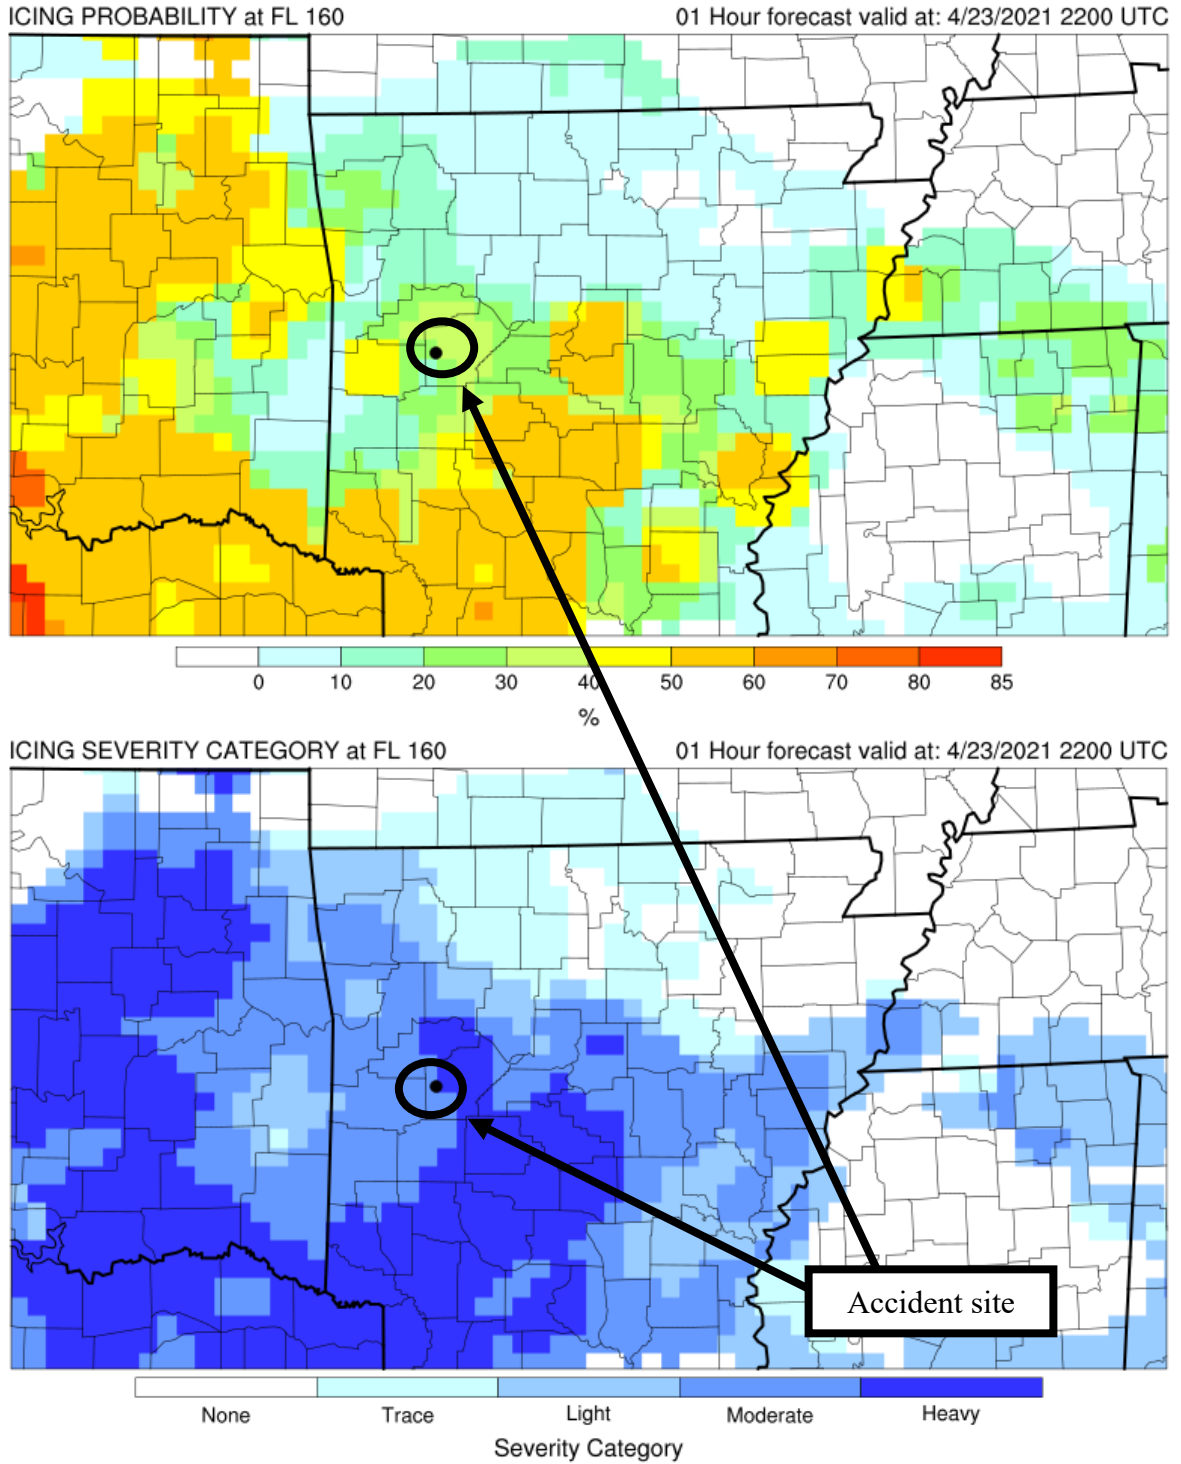 ICING PROBABILITY at FL 160 01 Hour forecast valid at: 4/23/2021 2200 UTC
0 10 20 30 40 50 60 70 80 85
%
ICING SEVERITY CATEGORY at FL 160 01 Hour forecast valid at: 4/23/2021 2200 UTC
Accident site
None Trace Light Moderate Heavy
Severity Category